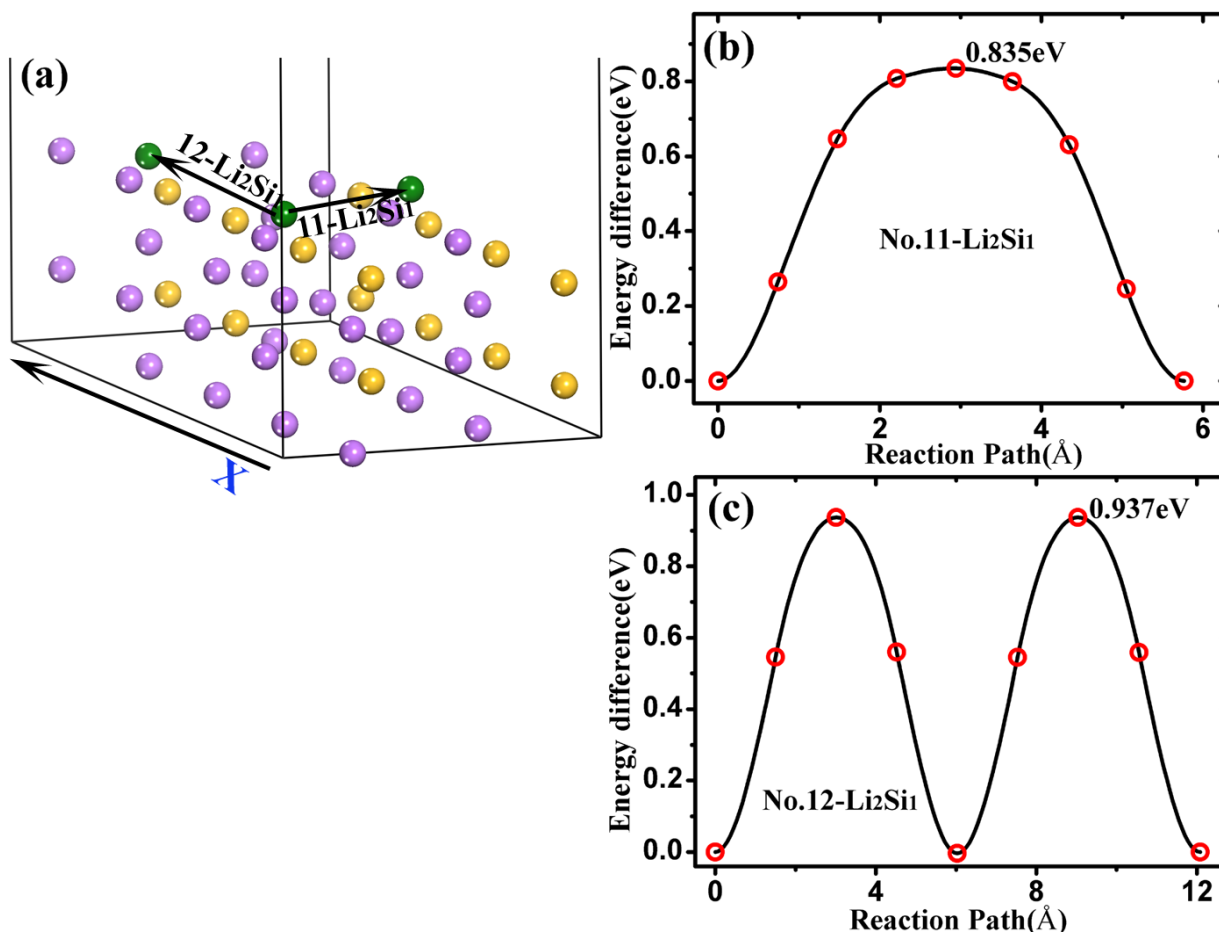 (a)
12-Li₂Si₁
11-Li₂Si₁
X
(b)
0.835eV
No.11-Li₂Si₁
Energy difference(eV)
0.8
0.6
0.4
0.2
0.0
0 2 4 6
Reaction Path(Å)
(c)
0.937eV
No.12-Li₂Si₁
Energy difference(eV)
1.0
0.8
0.6
0.4
0.2
0.0
0 4 8 12
Reaction Path(Å)